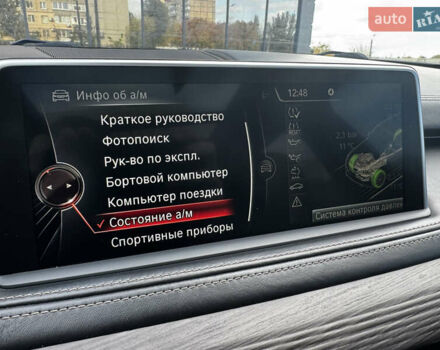 auto RIA
Инфо об а/м
12:48
Краткое руководство
Фотопоиск
Рук-во по экспл.
Бортовой компьютер
Компьютер поездки
Состояние а/м
Спортивные приборы
11 °C
Система контроля давлен